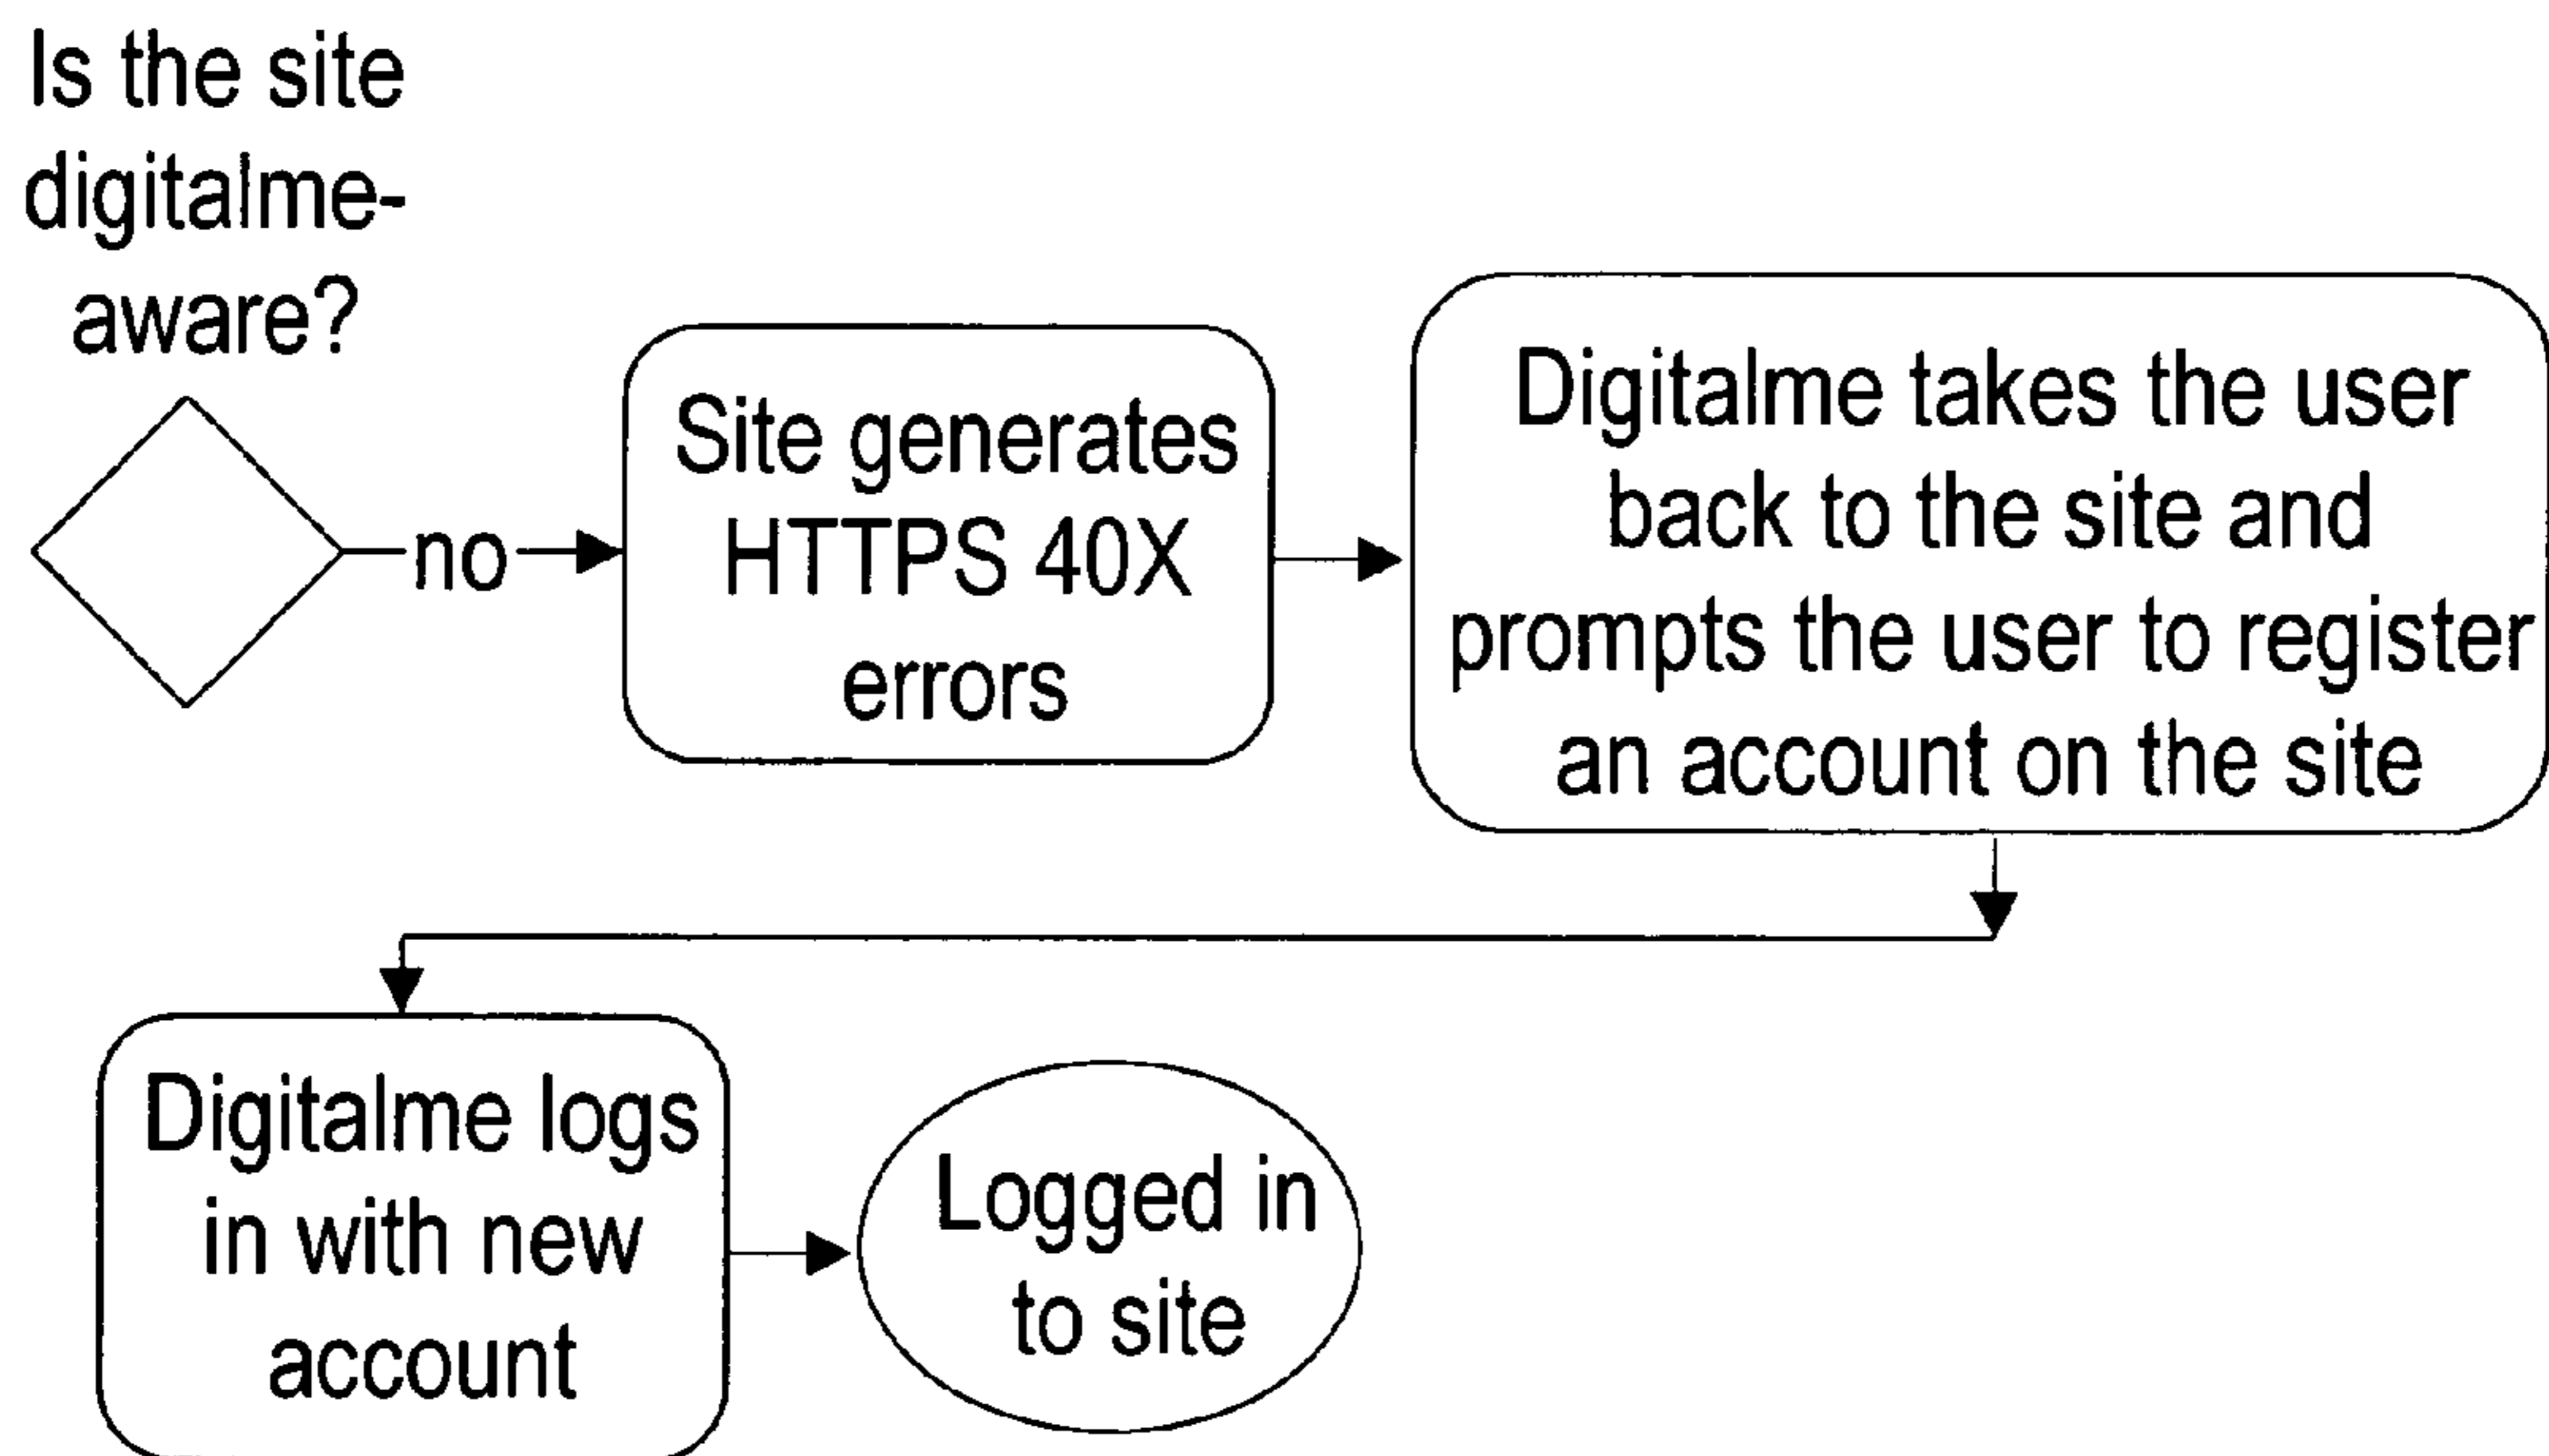 Is the site
digitalme-
aware?
no
Site generates
HTTPS 40X
errors
Digitalme takes the user
back to the site and
prompts the user to register
an account on the site
Digitalme logs
in with new
account
Logged in
to site